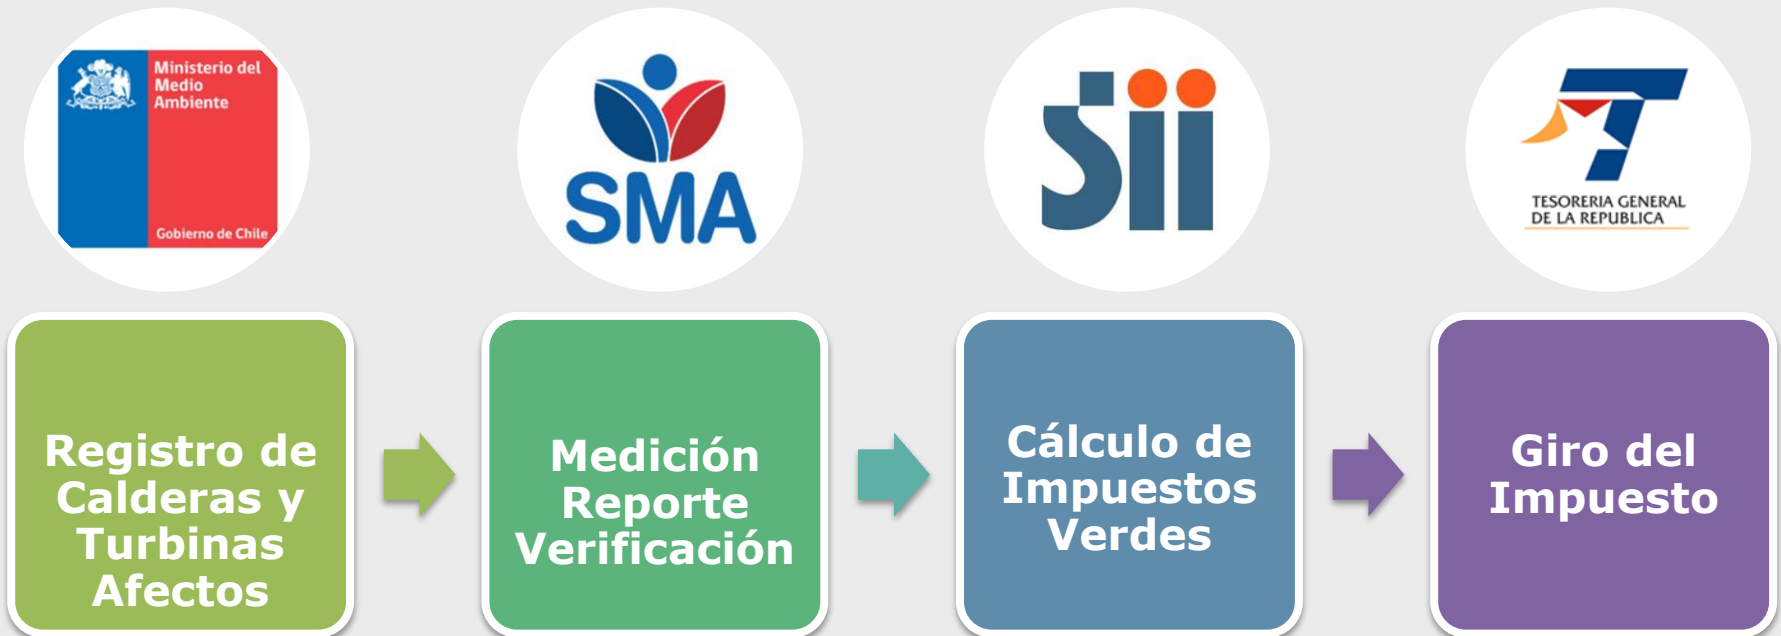 Ministerio del
Medio
Ambiente
Gobierno de Chile
SMA
Sii
TESORERIA GENERAL
DE LA REPUBLICA
Registro de
Calderas y
Turbinas
Afectos
Medición
Reporte
Verificación
Cálculo de
Impuestos
Verdes
Giro del
Impuesto